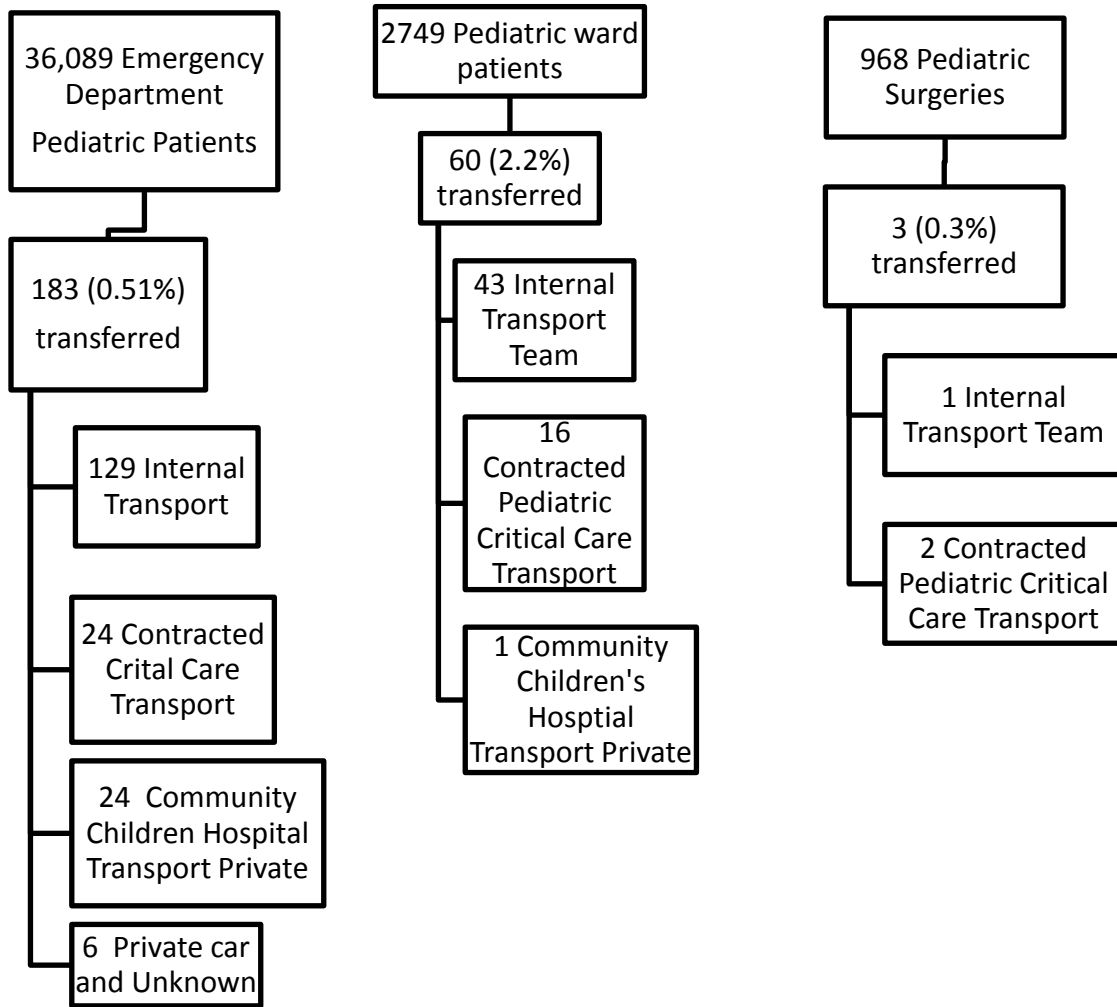 36,089 Emergency
Department
Pediatric Patients
183 (0.51%)
transferred
129 Internal
Transport
24 Contracted
Crital Care
Transport
24 Community
Children Hospital
Transport Private
6 Private car
and Unknown
2749 Pediatric ward
patients
60 (2.2%)
transferred
43 Internal
Transport
Team
16
Contracted
Pediatric
Critical Care
Transport
1 Community
Children's
Hosptial
Transport Private
968 Pediatric
Surgeries
3 (0.3%)
transferred
1 Internal
Transport Team
2 Contracted
Pediatric Critical
Care Transport